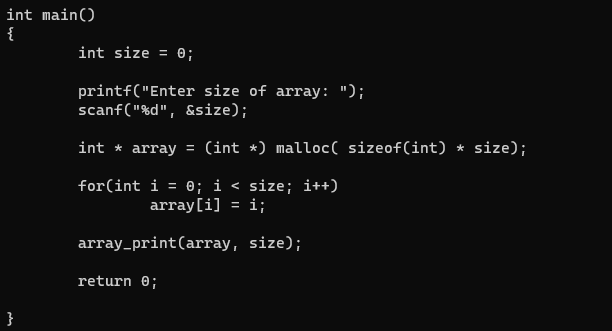 int main()
{
        int size = 0;

        printf("Enter size of array: ");
        scanf("%d", &size);

        int * array = (int *) malloc( sizeof(int) * size);

        for(int i = 0; i < size; i++)
                array[i] = i;

        array_print(array, size);

        return 0;

}